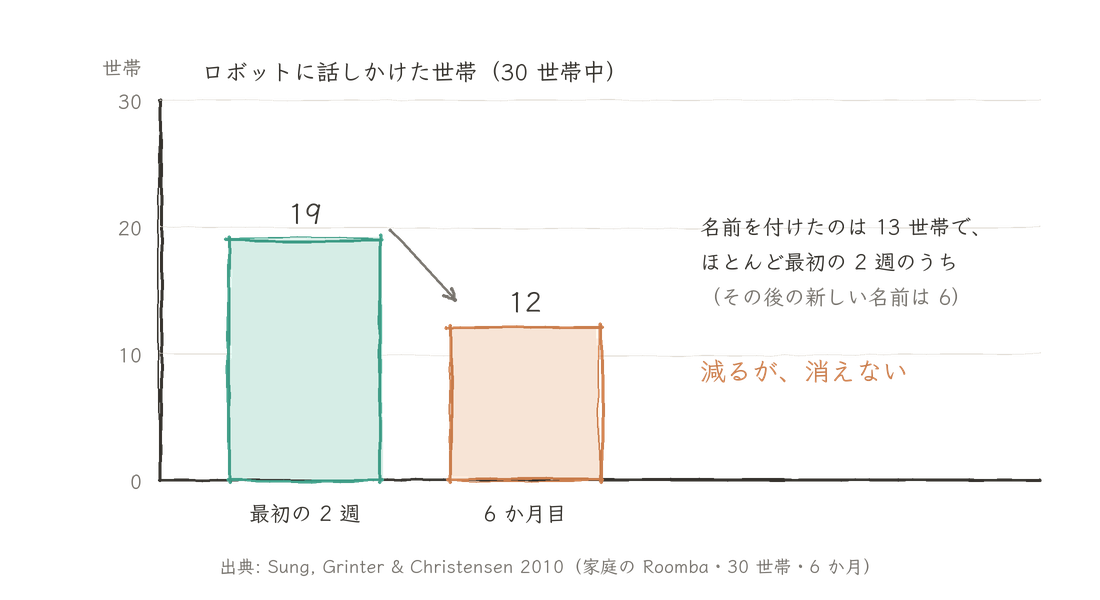 世帯
ロボットに話しかけた世帯（30 世帯中）
30
20
10
0
19
12
名前を付けたのは 13 世帯で、
ほとんど最初の 2 週のうち
（その後の新しい名前は 6）
減るが、消えない
最初の 2 週
6 か月目
出典: Sung, Grinter & Christensen 2010（家庭の Roomba・30 世帯・6 か月）